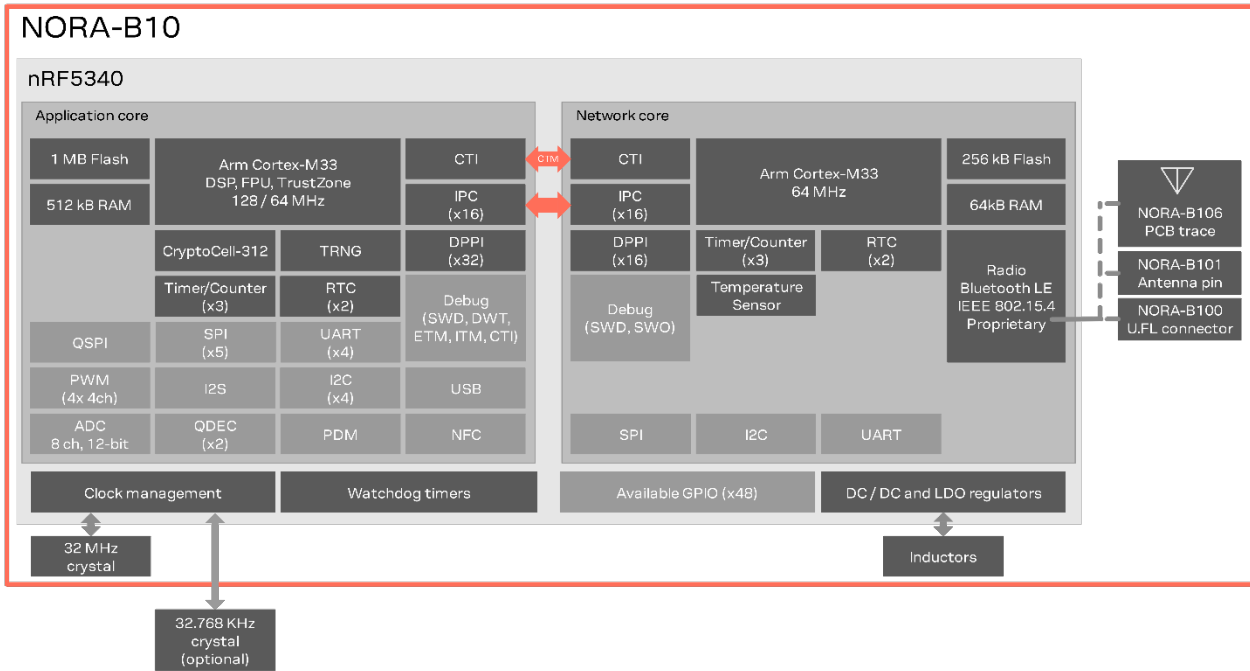 NORA-B10
nRF5340
Application core
1 MB Flash
512 kB RAM
Arm Cortex-M33
DSP, FPU, TrustZone
128 / 64 MHz
CTI
IPC
(x16)
CryptoCell-312
TRNG
DPPI
(x32)
Timer/Counter
(x3)
RTC
(x2)
Debug
(SWD, DWT,
ETM, ITM, CTI)
QSPI
SPI
(x5)
UART
(x4)
PWM
(4x 4ch)
I2S
I2C
(x4)
USB
ADC
8 ch, 12-bit
QDEC
(x2)
PDM
NFC
CTM
Network core
CTI
Arm Cortex-M33
64 MHz
256 kB Flash
IPC
(x16)
64kB RAM
DPPI
(x16)
Timer/Counter
(x3)
RTC
(x2)
Radio
Bluetooth LE
IEEE 802.15.4
Proprietary
Debug
(SWD, SWO)
Temperature
Sensor
SPI
I2C
UART
NORA-B106
PCB trace
NORA-B101
Antenna pin
NORA-B100
U.FL connector
Clock management
Watchdog timers
Available GPIO (x48)
DC / DC and LDO regulators
32 MHz
crystal
Inductors
32.768 KHz
crystal
(optional)